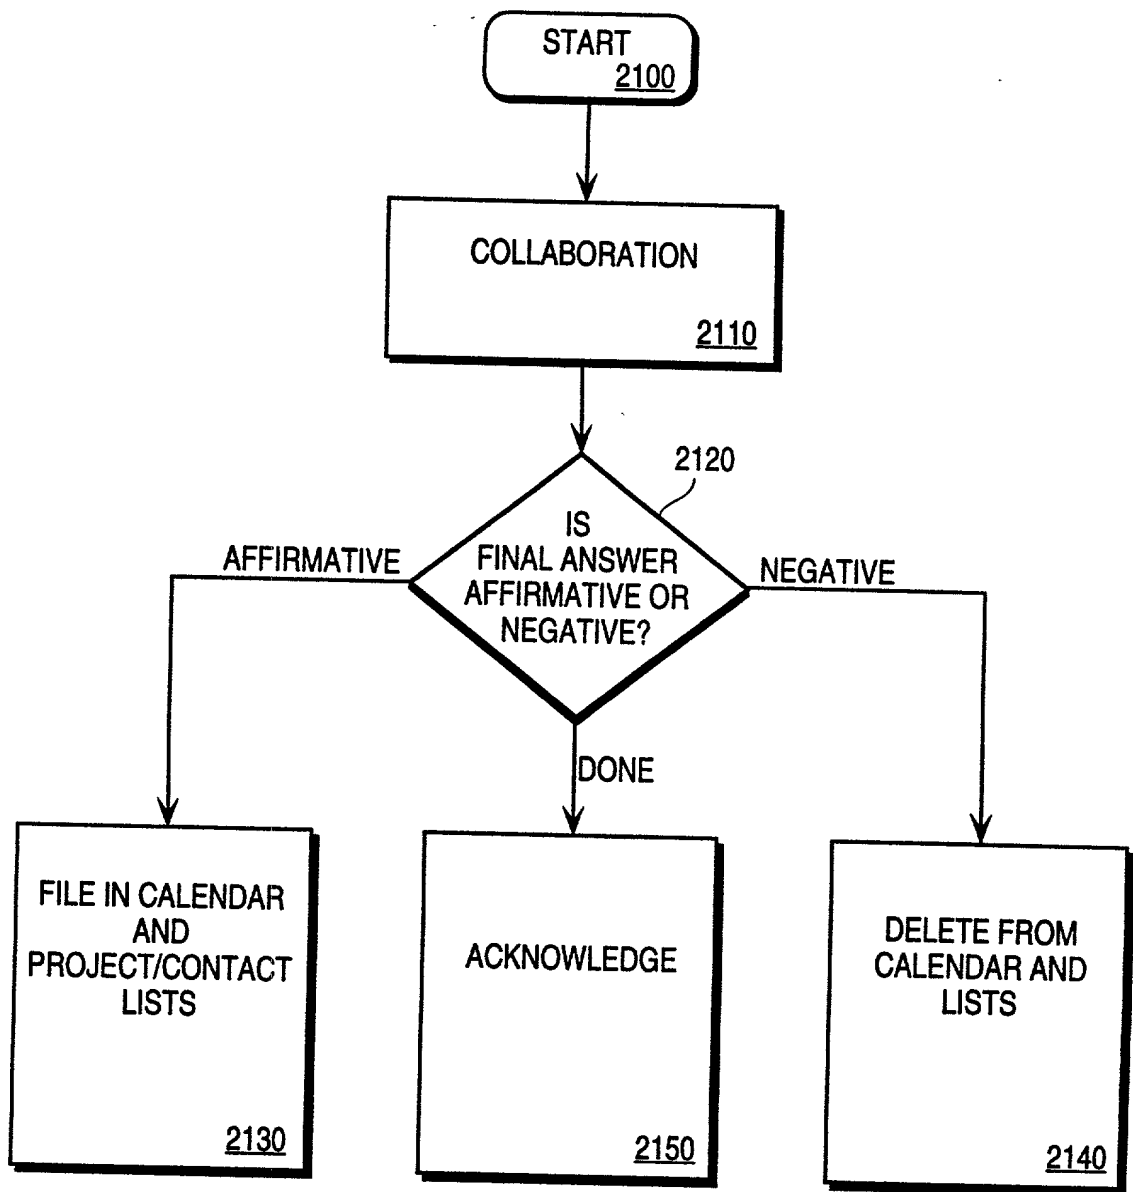 START
2100
COLLABORATION
2110
2120
IS
FINAL ANSWER
AFFIRMATIVE OR
NEGATIVE?
AFFIRMATIVE
NEGATIVE
DONE
FILE IN CALENDAR
AND
PROJECT/CONTACT
LISTS
2130
ACKNOWLEDGE
2150
DELETE FROM
CALENDAR AND
LISTS
2140